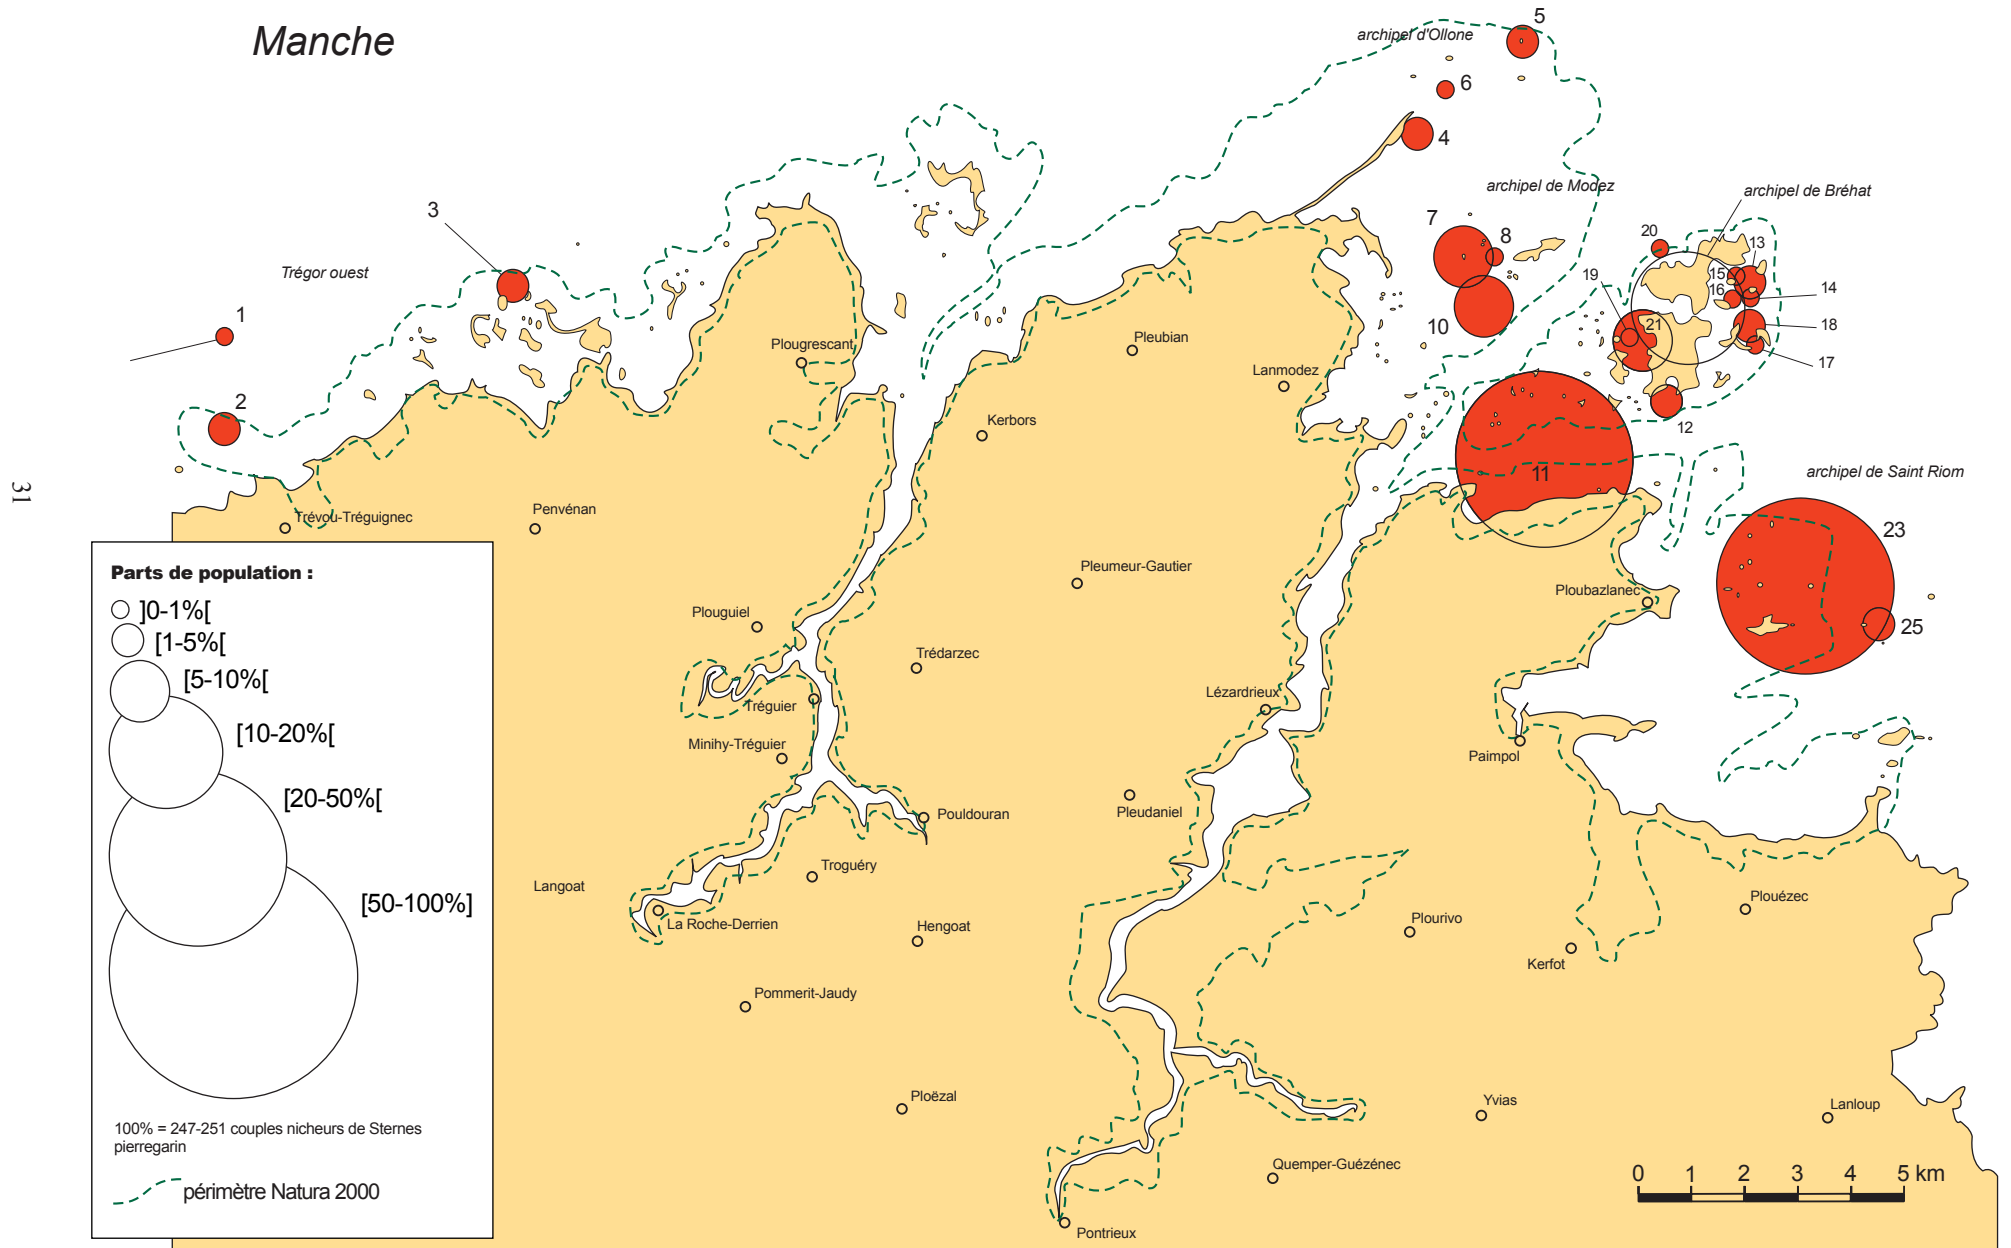 Manche
archipel d'Ollone
5
6
4
archipel de Modez
archipel de Bréhat
3
7
8
20
13
Trégor ouest
15
19
14
16
1
10
21
18
Plougrescant
Pleubian
17
Lanmodez
2
Kerbors
12
11
archipel de Saint Riom
31
Trévou-Tréguignec
Penvénan
23
Pleumeur-Gautier
Ploubazlanec
Plouguiel
25
Trédarzec
Lézardrieux
Tréguier
Minihy-Tréguier
Paimpol
Pouldouran
Pleudaniel
Troguéry
Langoat
Plouézec
La Roche-Derrien
Hengoat
Plourivo
Kerfot
Pommerit-Jaudy
Ploëzal
Yvias
Lanloup
Quemper-Guézénec
Pontrieux
Parts de population :
]0-1%[
[1-5%[
[5-10%[
[10-20%[
[20-50%[
[50-100%]
100% = 247-251 couples nicheurs de Sternes
pierregarin
périmètre Natura 2000
0 1 2 3 4 5 km